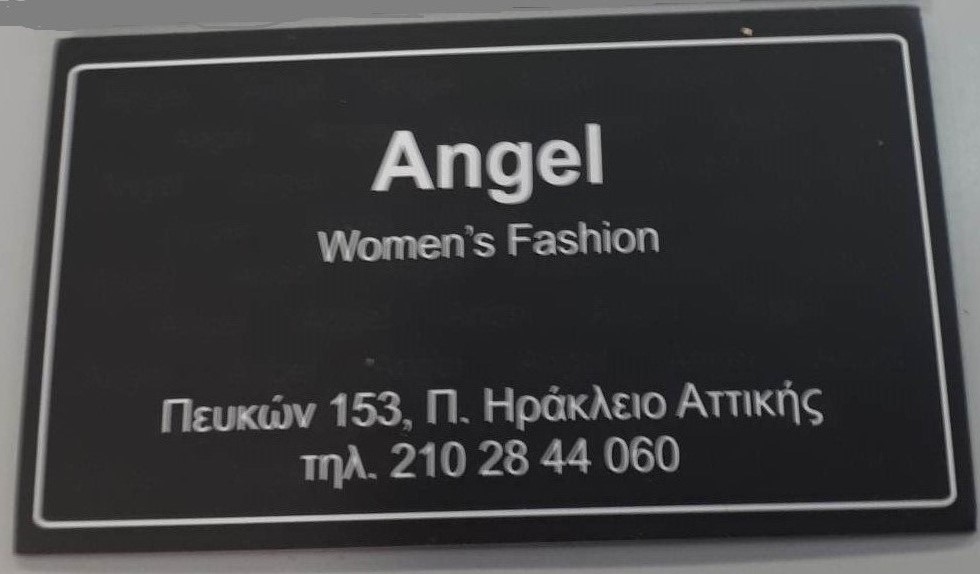 Angel
Women's Fashion
Πευκών 153, Π. Ηράκλειο Αττικής
τηλ. 210 28 44 060